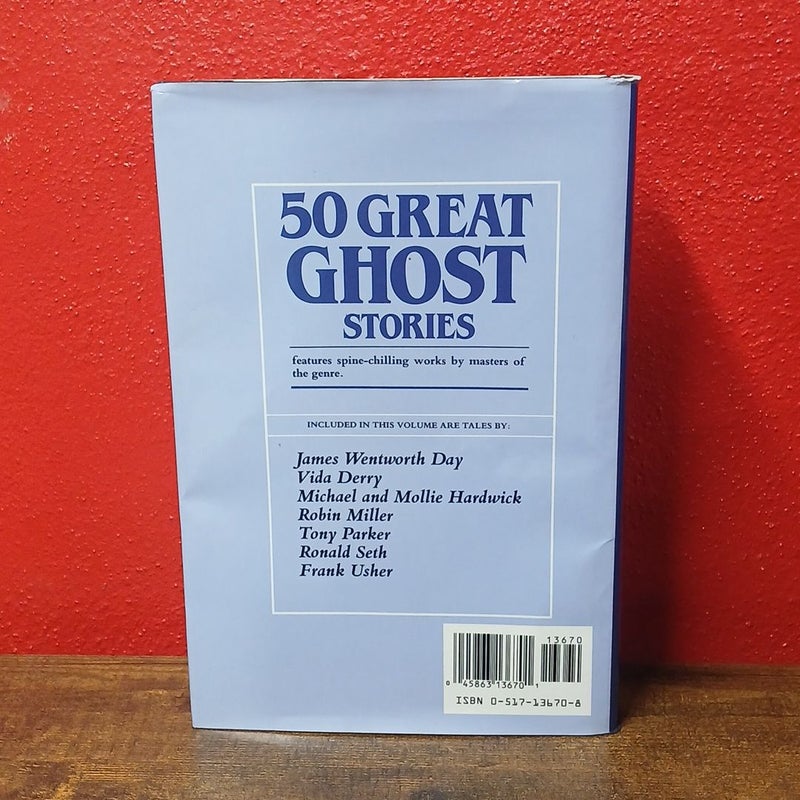 50 GREAT
GHOST
STORIES
features spine-chilling works by masters of
the genre.
INCLUDED IN THIS VOLUME ARE TALES BY:
James Wentworth Day
Vida Derry
Michael and Mollie Hardwick
Robin Miller
Tony Parker
Ronald Seth
Frank Usher
13670
0 45863 13670 1
ISBN 0-517-13670-8